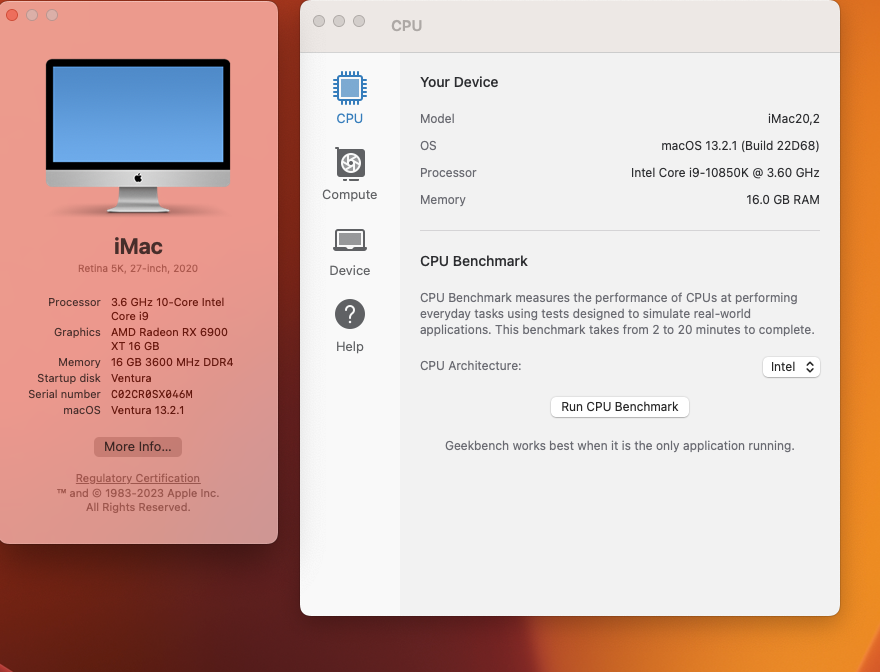 iMac
Retina 5K, 27-inch, 2020
Processor 3.6 GHz 10-Core Intel
Core i9
Graphics AMD Radeon RX 6900
XT 16 GB
Memory 16 GB 3600 MHz DDR4
Startup disk Ventura
Serial number C02CR0SX046M
macOS Ventura 13.2.1
More Info...
Regulatory Certification
™ and © 1983-2023 Apple Inc.
All Rights Reserved.
CPU
CPU
Compute
Device
Help
Your Device
Model iMac20,2
OS macOS 13.2.1 (Build 22D68)
Processor Intel Core i9-10850K @ 3.60 GHz
Memory 16.0 GB RAM
CPU Benchmark
CPU Benchmark measures the performance of CPUs at performing
everyday tasks using tests designed to simulate real-world
applications. This benchmark takes from 2 to 20 minutes to complete.
CPU Architecture: Intel
Run CPU Benchmark
Geekbench works best when it is the only application running.